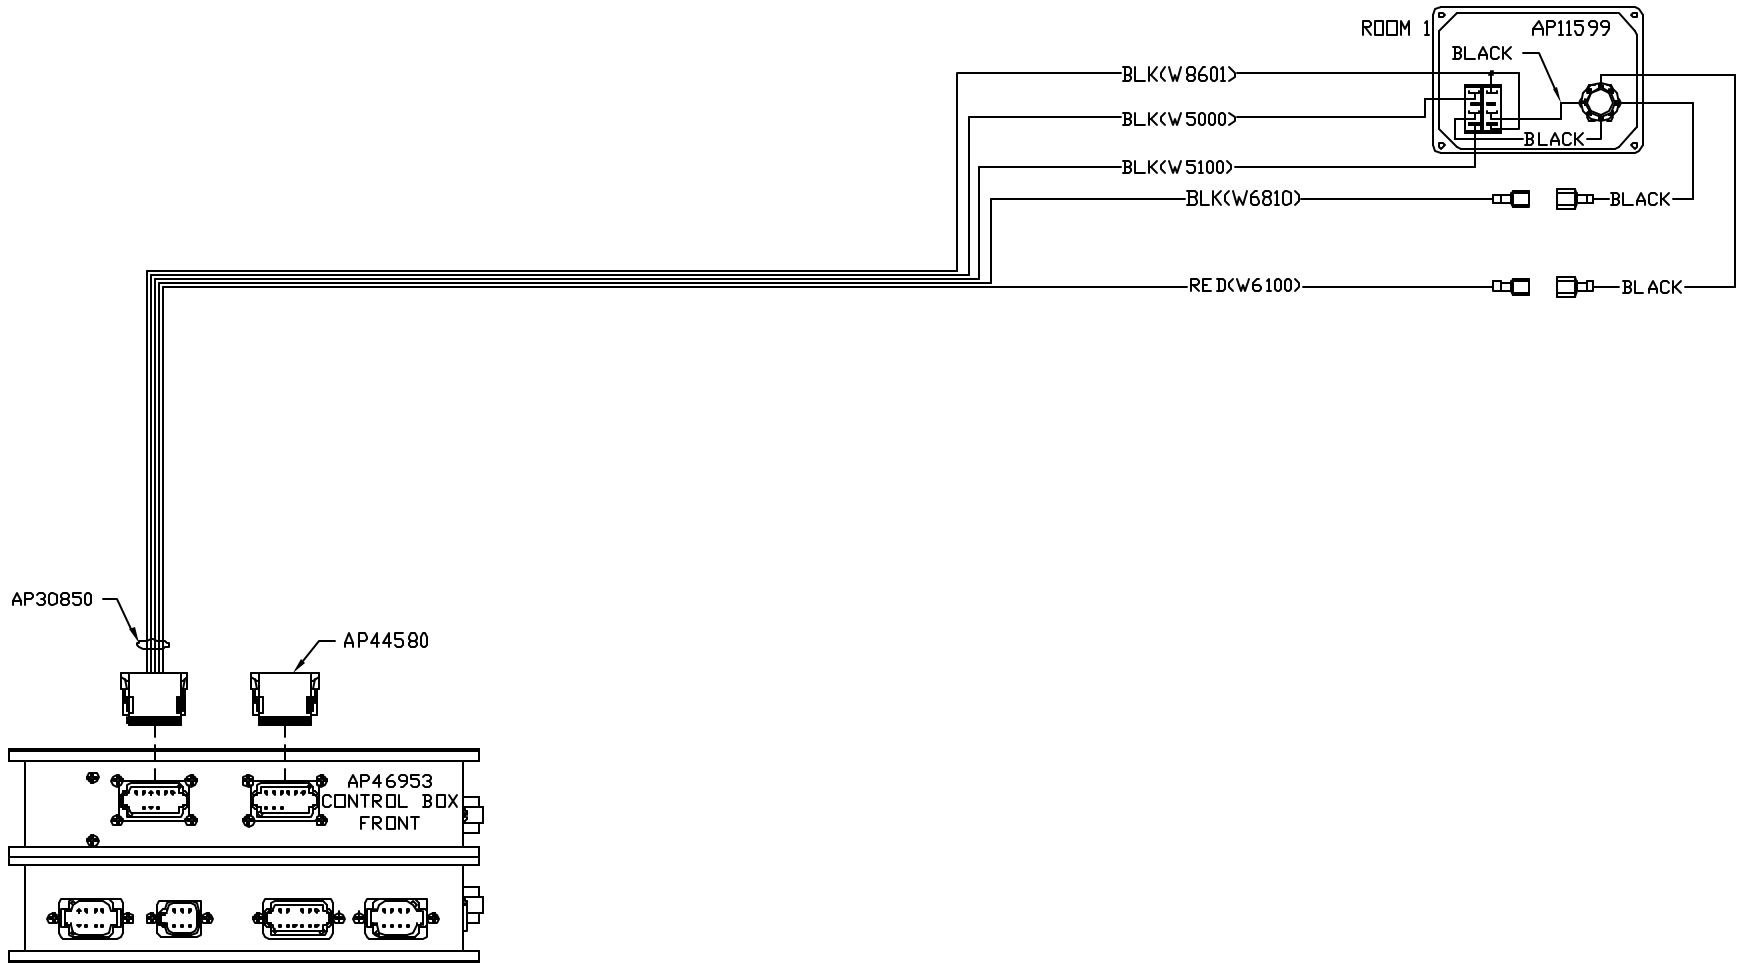 ROOM 1
AP11599
BLACK
BLK(W8601)
BLK(W5000)
BLACK
BLK(W5100)
BLK(W6810)
BLACK
RED(W6100)
BLACK
AP30850
AP44580
AP46953
CONTROL BOX
FRONT